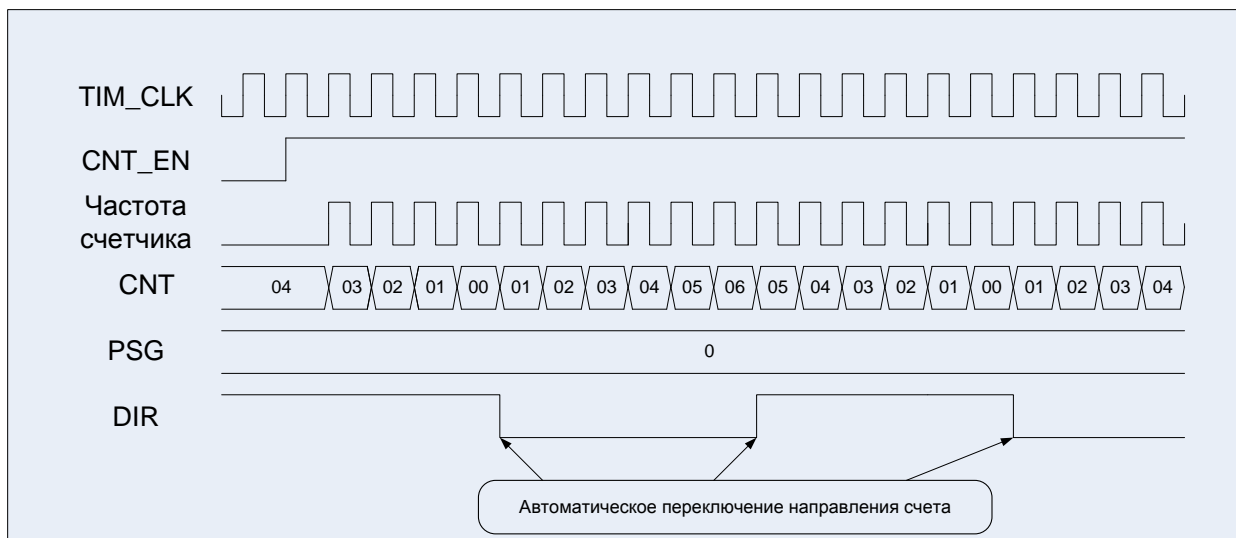 TIM_CLK
CNT_EN
Частота
счетчика
CNT 04 03 02 01 00 01 02 03 04 05 06 05 04 03 02 01 00 01 02 03 04
PSG 0
DIR
Автоматическое переключение направления счета